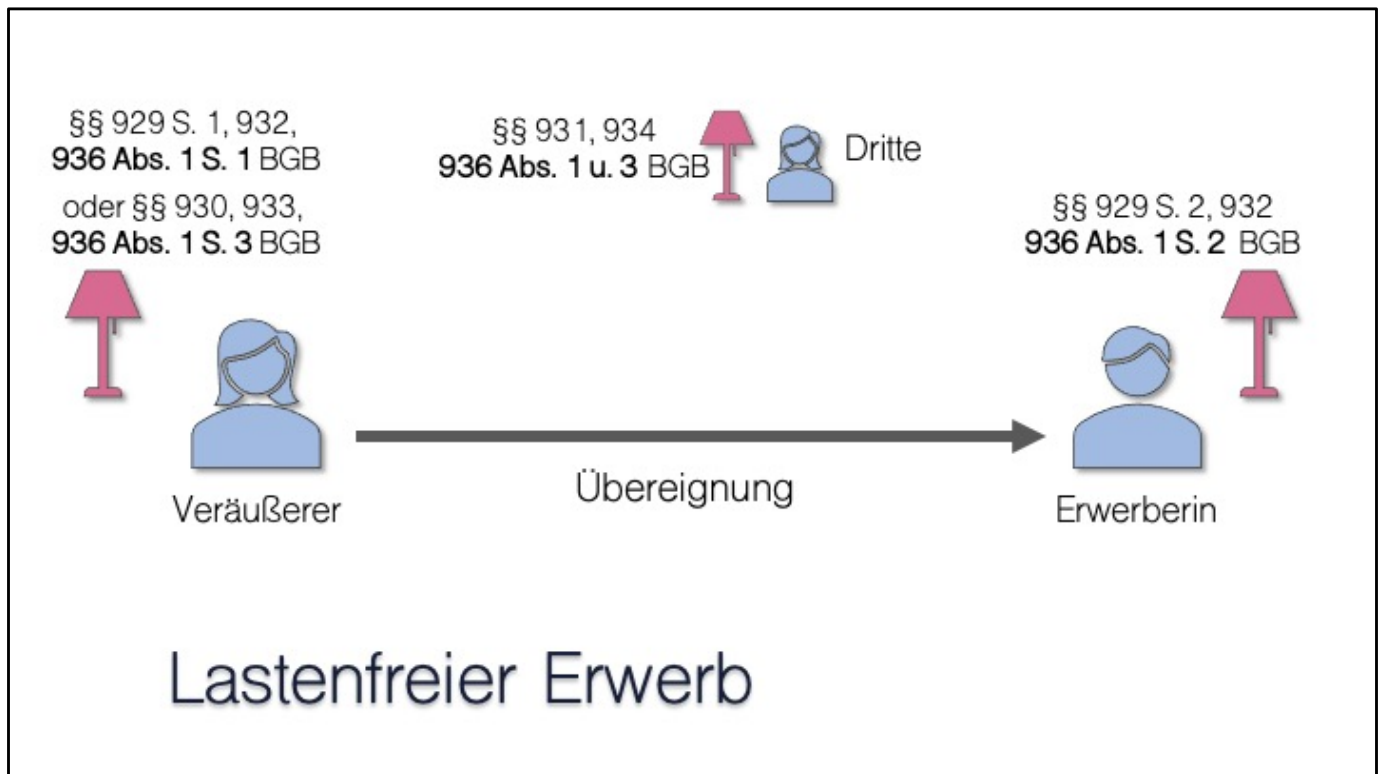 §§ 929 S. 1, 932,
936 Abs. 1 S. 1 BGB
oder §§ 930, 933,
936 Abs. 1 S. 3 BGB
§§ 931, 934
936 Abs. 1 u. 3 BGB
Dritte
§§ 929 S. 2, 932
936 Abs. 1 S. 2 BGB
Übereignung
Veräußerer
Erwerberin
Lastenfreier Erwerb